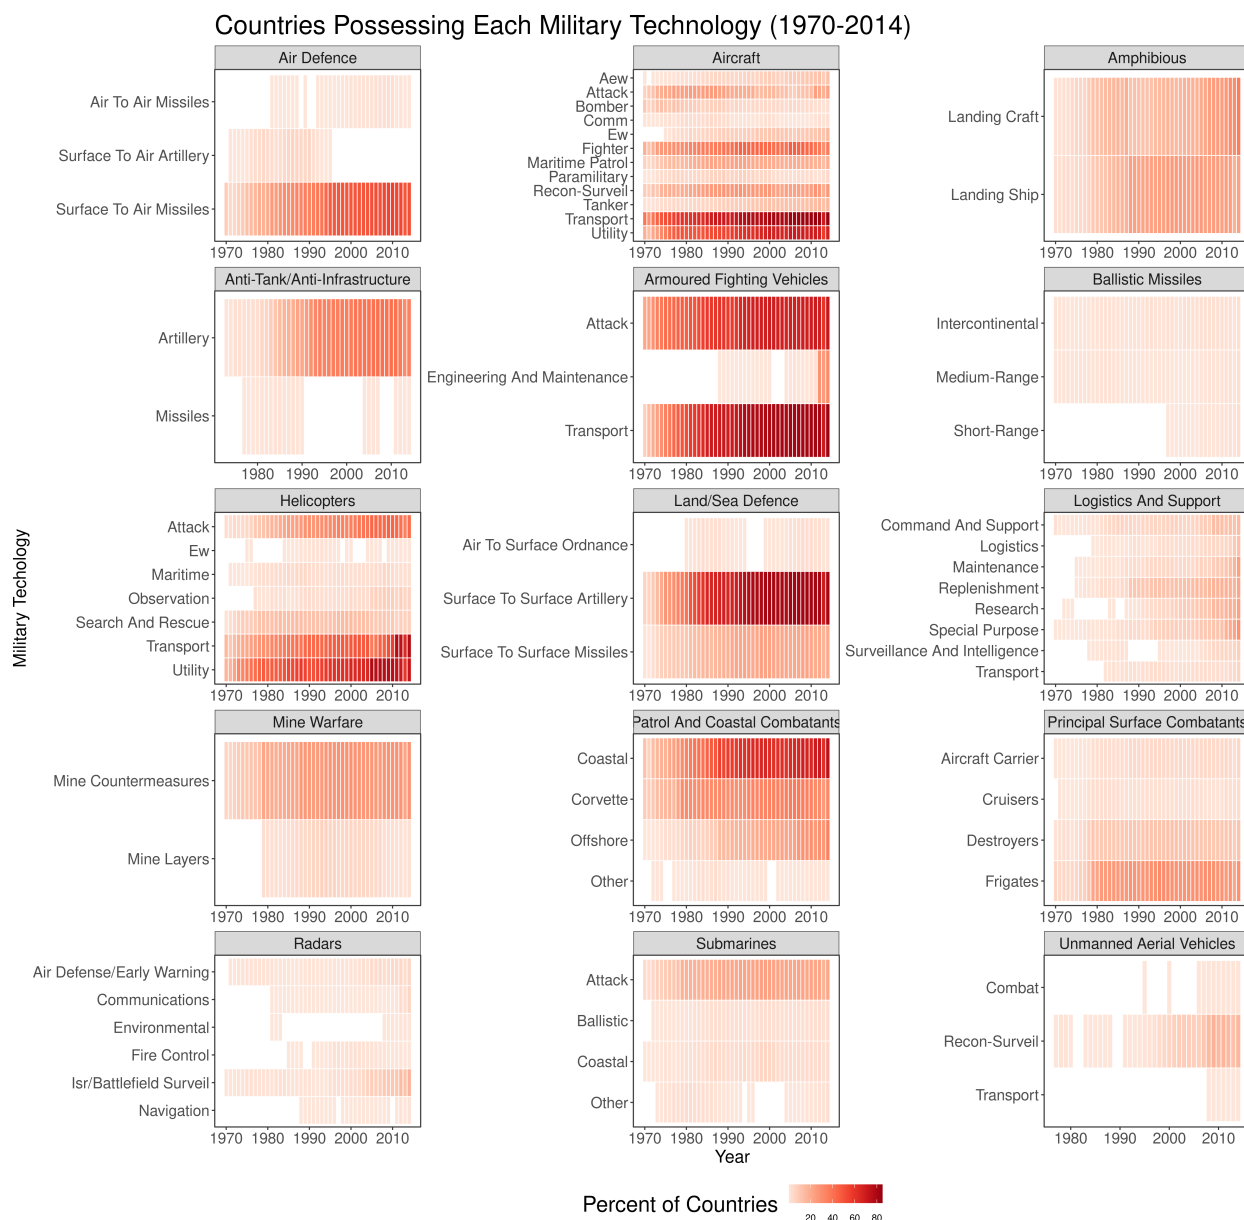 Countries Possessing Each Military Technology (1970-2014)
Air Defence
Air To Air Missiles
Surface To Air Artillery
Surface To Air Missiles
1970 1980 1990 2000 2010
Aircraft
Aew
Attack
Bomber
Comm
Ew
Fighter
Maritime Patrol
Paramilitary
Recon-Surveil
Tanker
Transport
Utility
1970 1980 1990 2000 2010
Amphibious
Landing Craft
Landing Ship
1970 1980 1990 2000 2010
Anti-Tank/Anti-Infrastructure
Artillery
Missiles
1980 1990 2000 2010
Armoured Fighting Vehicles
Attack
Engineering And Maintenance
Transport
1970 1980 1990 2000 2010
Ballistic Missiles
Intercontinental
Medium-Range
Short-Range
1970 1980 1990 2000 2010
Military Techology
Helicopters
Attack
Ew
Maritime
Observation
Search And Rescue
Transport
Utility
1970 1980 1990 2000 2010
Land/Sea Defence
Air To Surface Ordnance
Surface To Surface Artillery
Surface To Surface Missiles
1970 1980 1990 2000 2010
Logistics And Support
Command And Support
Logistics
Maintenance
Replenishment
Research
Special Purpose
Surveillance And Intelligence
Transport
1970 1980 1990 2000 2010
Mine Warfare
Mine Countermeasures
Mine Layers
1970 1980 1990 2000 2010
Patrol And Coastal Combatants
Coastal
Corvette
Offshore
Other
1970 1980 1990 2000 2010
Principal Surface Combatants
Aircraft Carrier
Cruisers
Destroyers
Frigates
1970 1980 1990 2000 2010
Radars
Air Defense/Early Warning
Communications
Environmental
Fire Control
Isr/Battlefield Surveil
Navigation
1970 1980 1990 2000 2010
Submarines
Attack
Ballistic
Coastal
Other
1970 1980 1990 2000 2010
Unmanned Aerial Vehicles
Combat
Recon-Surveil
Transport
1980 1990 2000 2010
Year
Percent of Countries
20 40 60 80